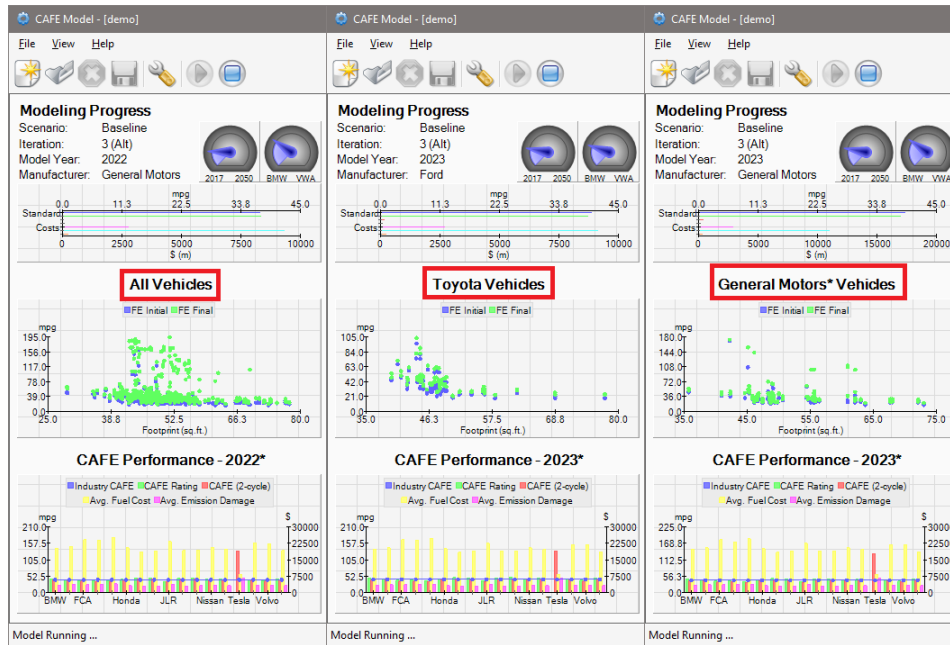 CAFE Model - [demo]
File View Help
Modeling Progress
Scenario: Baseline
Iteration: 3 (Alt)
Model Year: 2022
Manufacturer: General Motors
2017 2050 BMW VWA
mpg
0.0 11.3 22.5 33.8 45.0
Standard
Costs
0 2500 5000 7500 10000
$ (m)
All Vehicles
FE Initial FE Final
mpg
195.0
156.0
117.0
78.0
39.0
0.0
25.0 38.8 52.5 66.3 80.0
Footprint (sq.ft.)
CAFE Performance - 2022*
Industry CAFE CAFE Rating CAFE (2-cycle)
Avg. Fuel Cost Avg. Emission Damage
mpg $
210.0 30000
157.5 22500
105.0 15000
52.5 7500
0.0 0
BMW FCA Honda JLR Nissan Tesla Volvo
Model Running ...
CAFE Model - [demo]
File View Help
Modeling Progress
Scenario: Baseline
Iteration: 3 (Alt)
Model Year: 2023
Manufacturer: Ford
2017 2050 BMW VWA
mpg
0.0 11.3 22.5 33.8 45.0
Standard
Costs
0 2500 5000 7500 10000
$ (m)
Toyota Vehicles
FE Initial FE Final
mpg
105.0
84.0
63.0
42.0
21.0
0.0
35.0 46.3 57.5 68.8 80.0
Footprint (sq.ft.)
CAFE Performance - 2023*
Industry CAFE CAFE Rating CAFE (2-cycle)
Avg. Fuel Cost Avg. Emission Damage
mpg $
210.0 30000
157.5 22500
105.0 15000
52.5 7500
0.0 0
BMW FCA Honda JLR Nissan Tesla Volvo
Model Running ...
CAFE Model - [demo]
File View Help
Modeling Progress
Scenario: Baseline
Iteration: 3 (Alt)
Model Year: 2023
Manufacturer: General Motors
2017 2050 BMW VWA
mpg
0.0 11.3 22.5 33.8 45.0
Standard
Costs
0 5000 10000 15000 20000
$ (m)
General Motors* Vehicles
FE Initial FE Final
mpg
180.0
144.0
108.0
72.0
36.0
0.0
35.0 45.0 55.0 65.0 75.0
Footprint (sq.ft.)
CAFE Performance - 2023*
Industry CAFE CAFE Rating CAFE (2-cycle)
Avg. Fuel Cost Avg. Emission Damage
mpg $
225.0 30000
168.8 22500
112.5 15000
56.3 7500
0.0 0
BMW FCA Honda JLR Nissan Tesla Volvo
Model Running ...